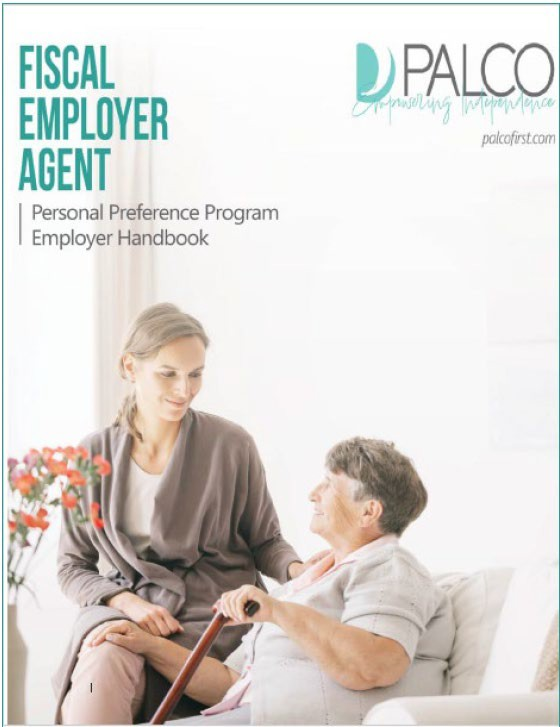 FISCAL
EMPLOYER
AGENT
Personal Preference Program
Employer Handbook
PALCO
Empowering Independence
palcofirst.com